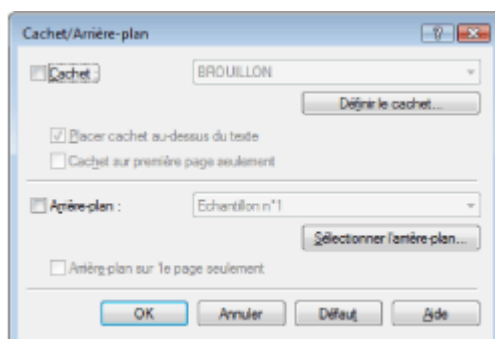 Cachet/Arrière-plan
Cachet : BROUILLON
Définir le cachet...
Placer cachet au-dessus du texte
Cachet sur première page seulement
Arrière-plan : Echantillon n°1
Sélectionner l'arrière-plan...
Arrière-plan sur 1e page seulement
OK Annuler Défaut Aide